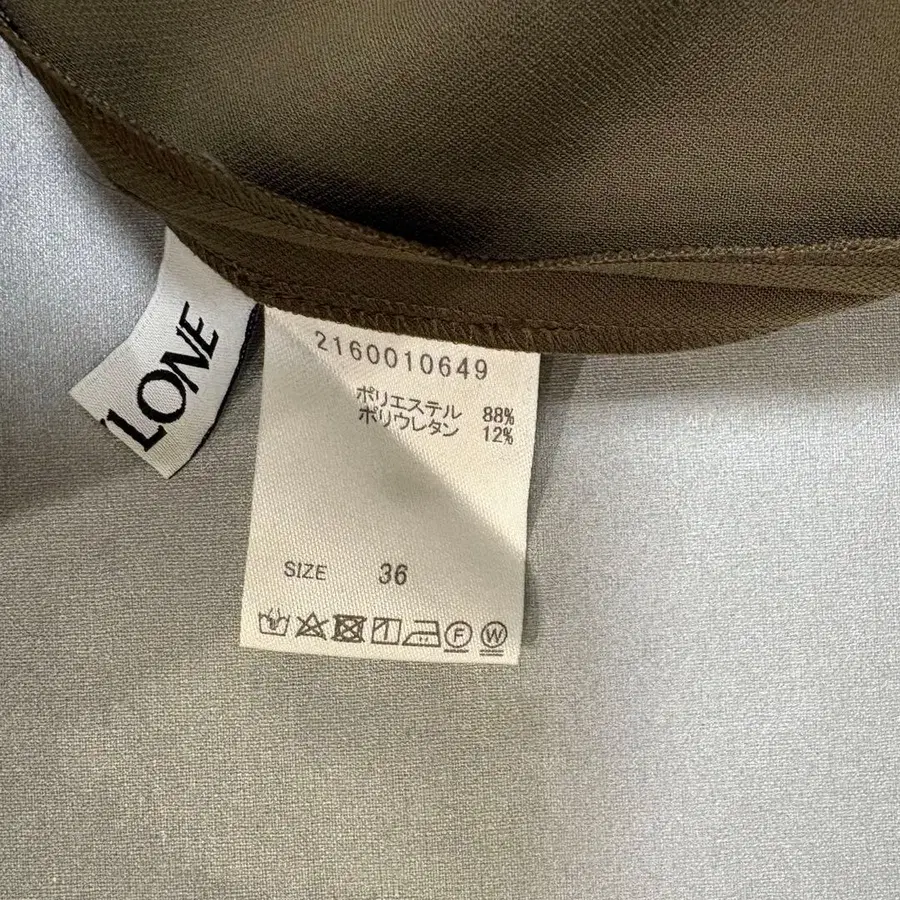 'LONE
2160010649
ポリエステル 88%
ポリウレタン 12%
SIZE 36
F W